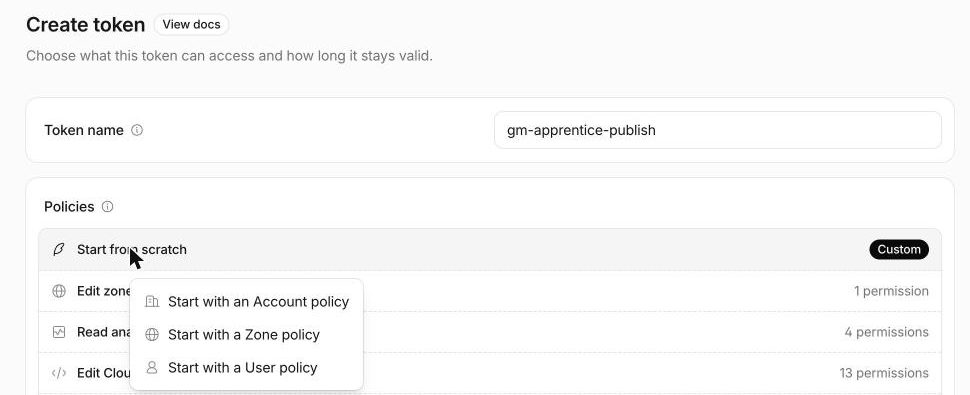 Create token View docs
Choose what this token can access and how long it stays valid.
Token name gm-apprentice-publish
Policies
Start from scratch Custom
Edit zone 1 permission
Start with an Account policy
Read ana 4 permissions
Start with a Zone policy
Edit Clou 13 permissions
Start with a User policy